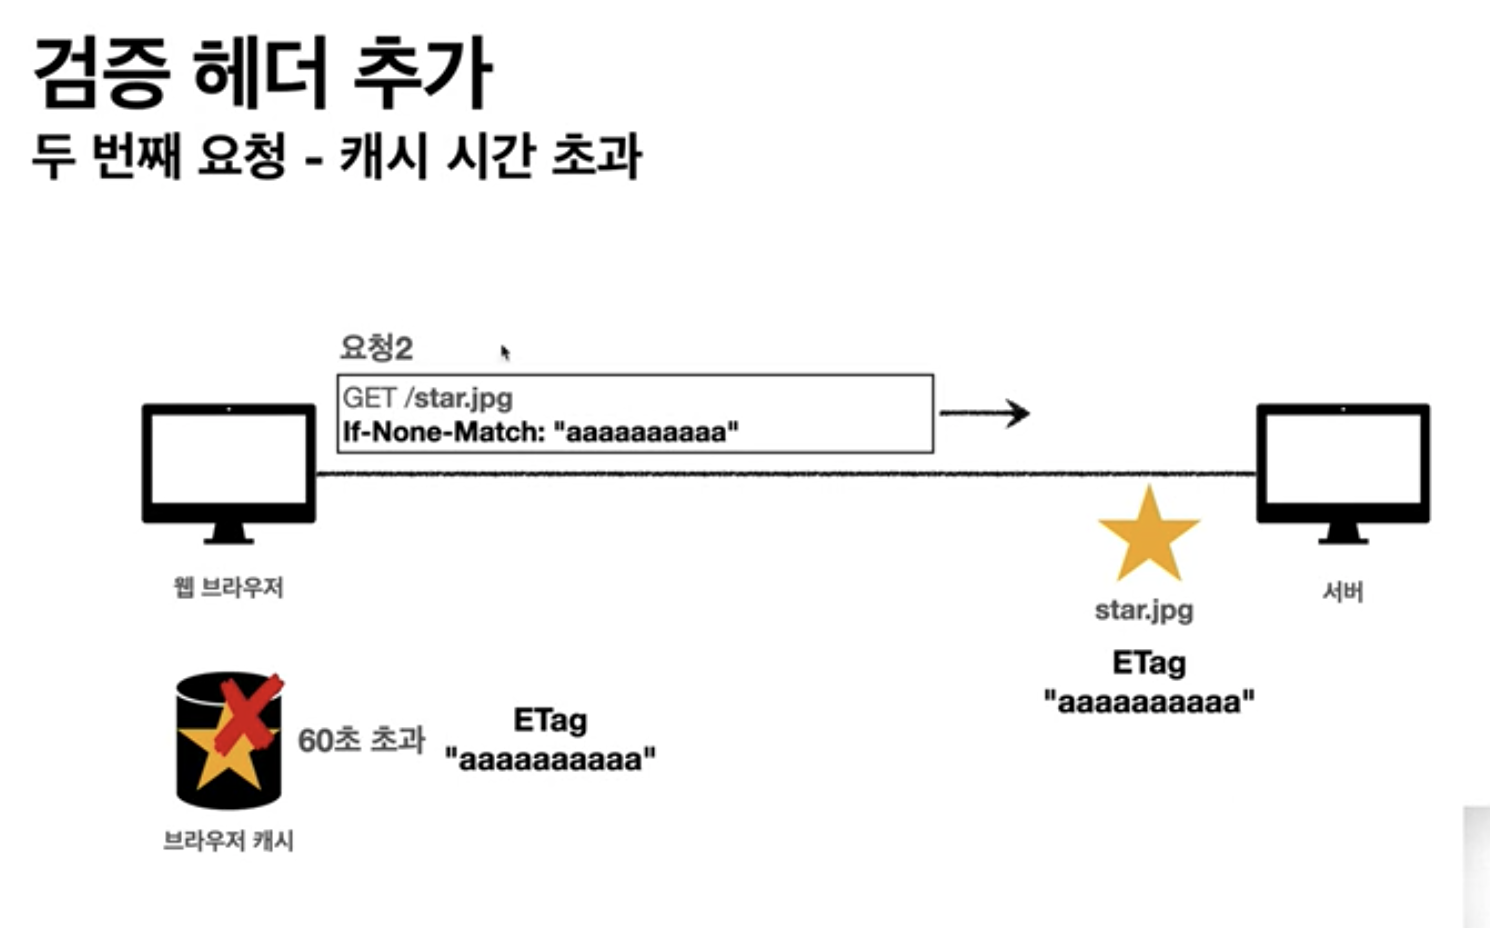 검증 헤더 추가
두 번째 요청 - 캐시 시간 초과
요청2
GET /star.jpg
If-None-Match: "aaaaaaaaaa"
웹 브라우저
서버
star.jpg
ETag
"aaaaaaaaaa"
60초 초과
ETag
"aaaaaaaaaa"
브라우저 캐시